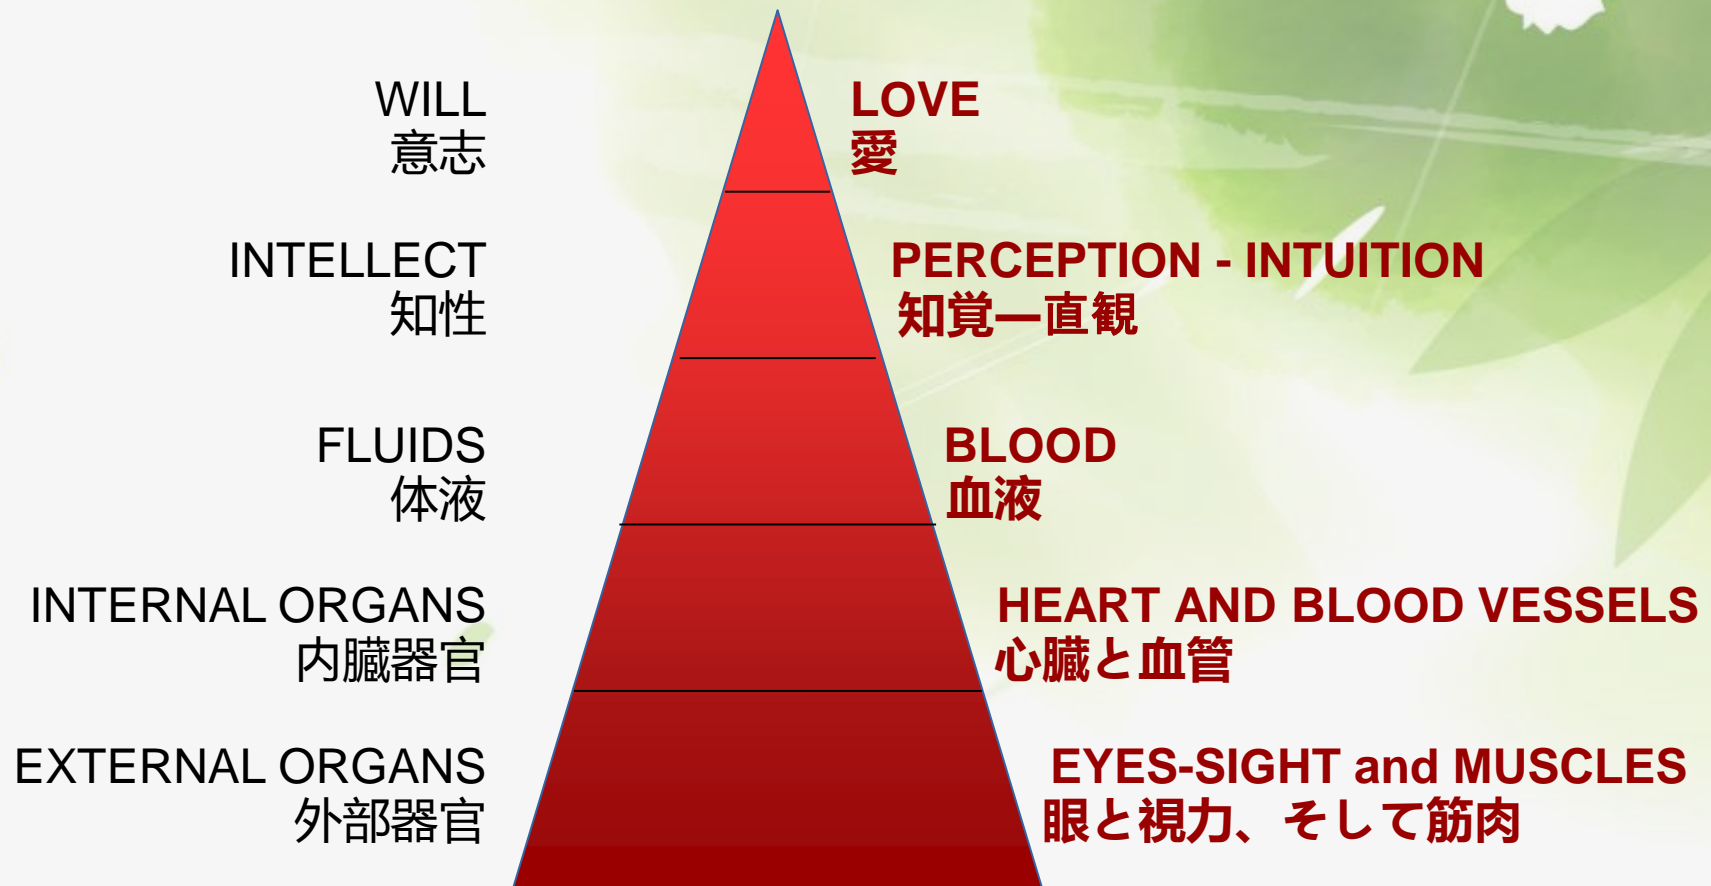 WILL
意志
LOVE
愛
INTELLECT
知性
PERCEPTION - INTUITION
知覚—直観
FLUIDS
体液
BLOOD
血液
INTERNAL ORGANS
内臓器官
HEART AND BLOOD VESSELS
心臓と血管
EXTERNAL ORGANS
外部器官
EYES-SIGHT and MUSCLES
眼と視力、そして筋肉